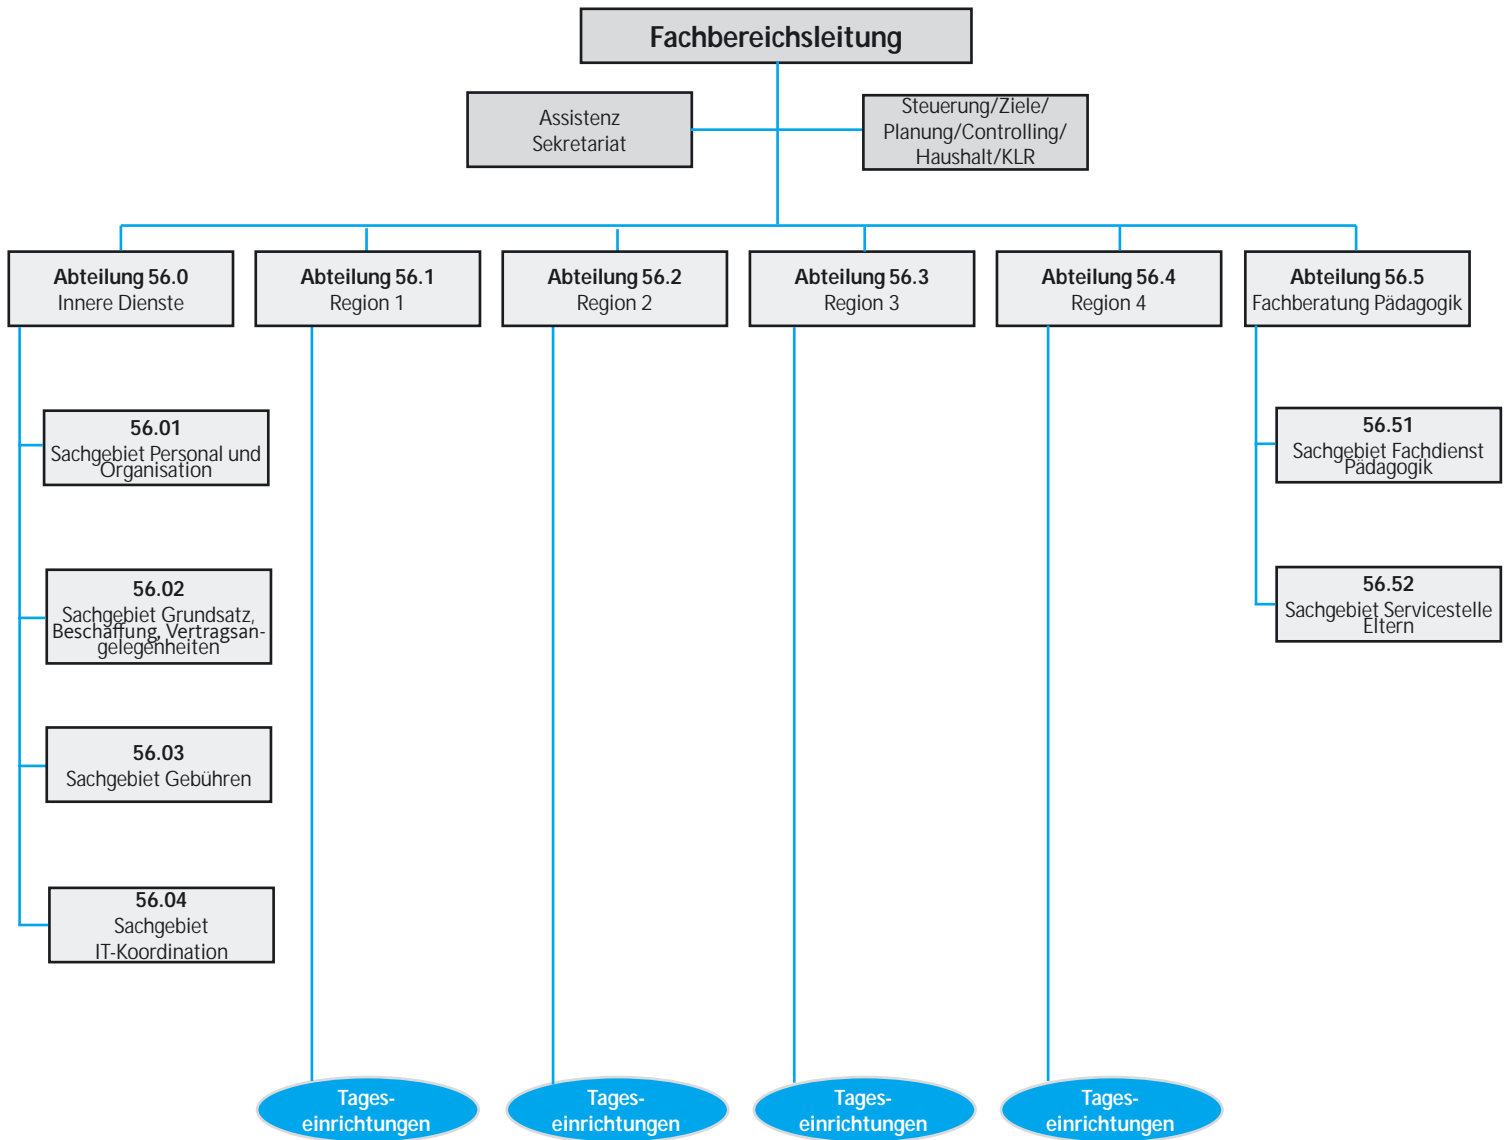 Fachbereichsleitung
Assistenz
Sekretariat
Steuerung/Ziele/
Planung/Controlling/
Haushalt/KLR
Abteilung 56.0
Innere Dienste
Abteilung 56.1
Region 1
Abteilung 56.2
Region 2
Abteilung 56.3
Region 3
Abteilung 56.4
Region 4
Abteilung 56.5
Fachberatung Pädagogik
56.01
Sachgebiet Personal und
Organisation
56.02
Sachgebiet Grundsatz,
Beschaffung, Vertragsan-
gelegenheiten
56.03
Sachgebiet Gebühren
56.04
Sachgebiet
IT-Koordination
56.51
Sachgebiet Fachdienst
Pädagogik
56.52
Sachgebiet Servicestelle
Eltern
Tages-
einrichtungen
Tages-
einrichtungen
Tages-
einrichtungen
Tages-
einrichtungen